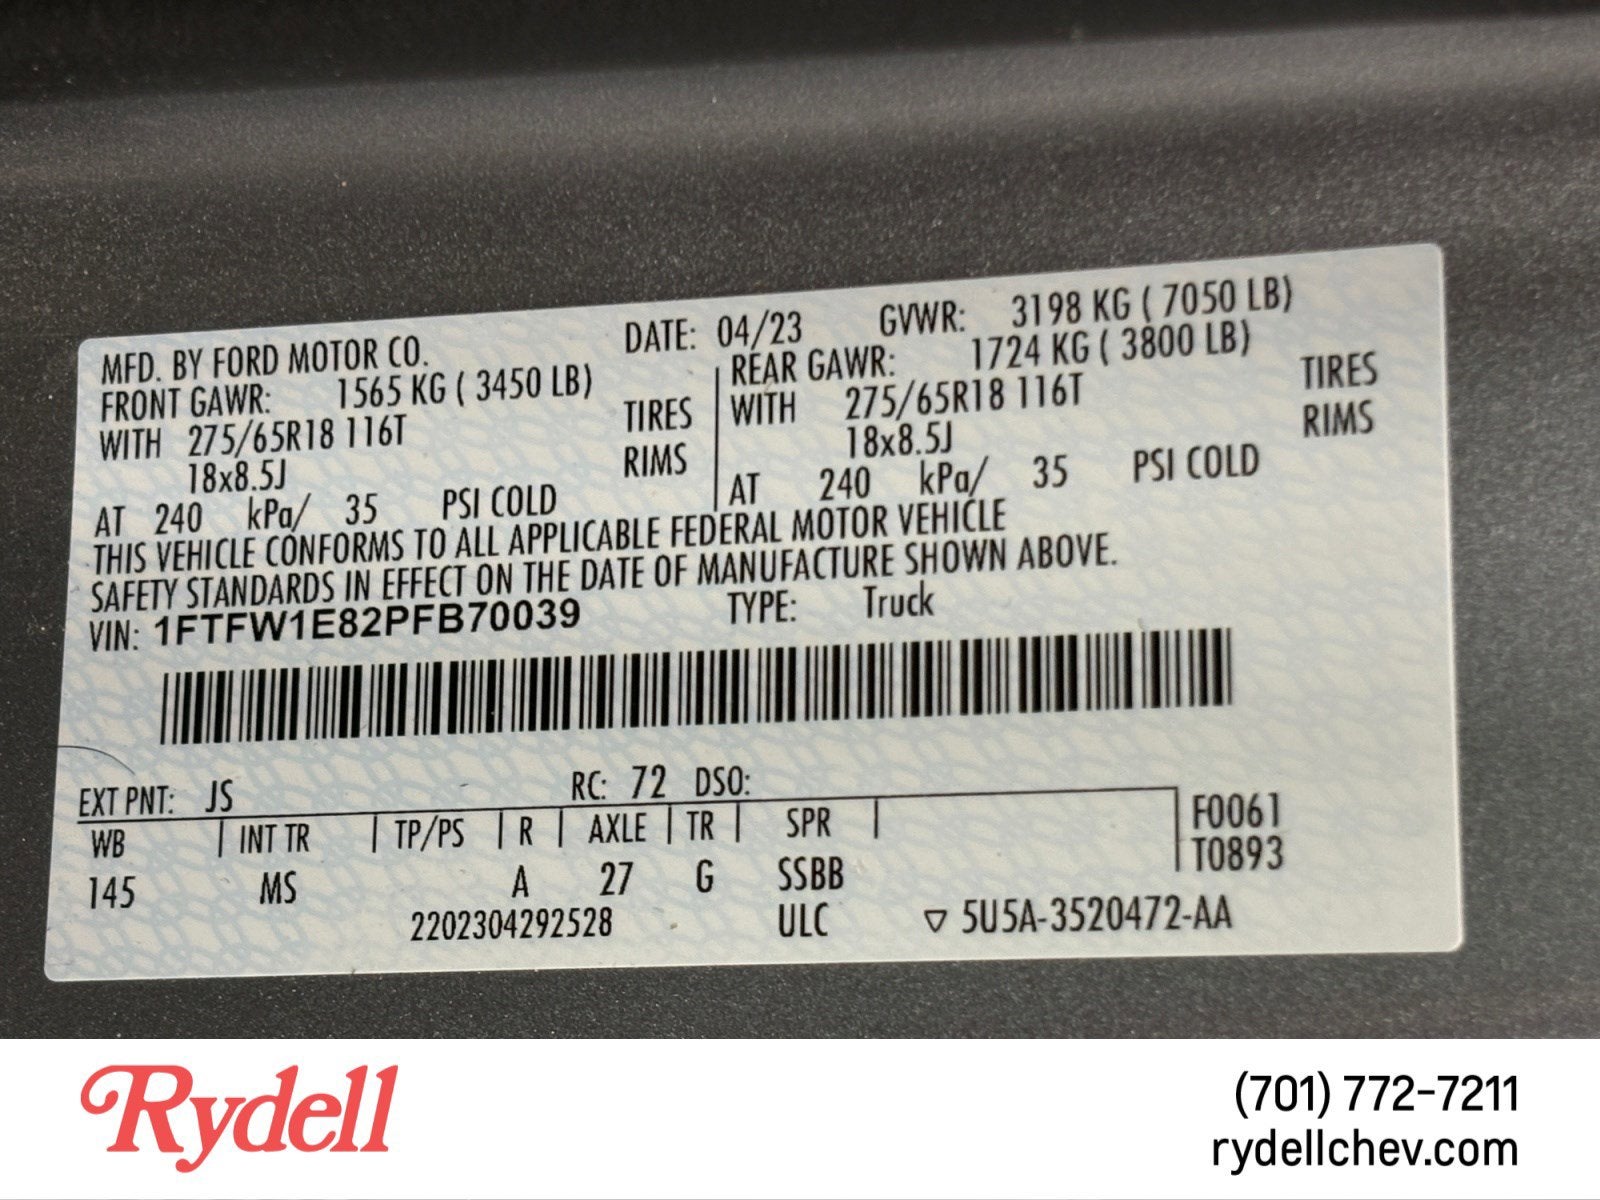 MFD. BY FORD MOTOR CO. DATE: 04/23 GVWR: 3198 KG ( 7050 LB)
FRONT GAWR: 1565 KG ( 3450 LB) REAR GAWR: 1724 KG ( 3800 LB)
WITH 275/65R18 116T TIRES WITH 275/65R18 116T TIRES
18x8.5J RIMS 18x8.5J RIMS
AT 240 kPa/ 35 PSI COLD AT 240 kPa/ 35 PSI COLD
THIS VEHICLE CONFORMS TO ALL APPLICABLE FEDERAL MOTOR VEHICLE
SAFETY STANDARDS IN EFFECT ON THE DATE OF MANUFACTURE SHOWN ABOVE.
VIN: 1FTFW1E82PFB70039 TYPE: Truck
EXT PNT: JS RC: 72 DSO:
WB INT TR TP/PS R AXLE TR SPR F0061
T0893
145 MS A 27 G SSBB
2202304292528 ULC ▽ 5U5A-3520472-AA
Rydell
(701) 772-7211
rydellchev.com